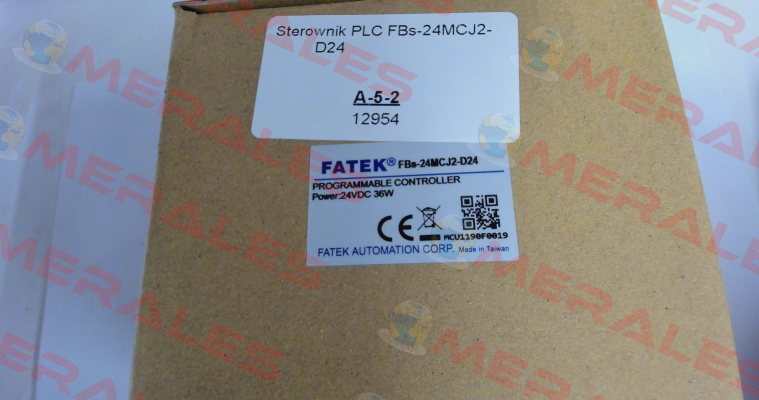 Sterownik PLC FBs-24MCJ2-
D24
A-5-2
12954
FATEK® FBs-24MCJ2-D24
PROGRAMMABLE CONTROLLER
Power:24VDC 36W
CE
MCU1190F0019
FATEK AUTOMATION CORP. Made in Taiwan
MERALES
MERALES
MERALES
MERALES